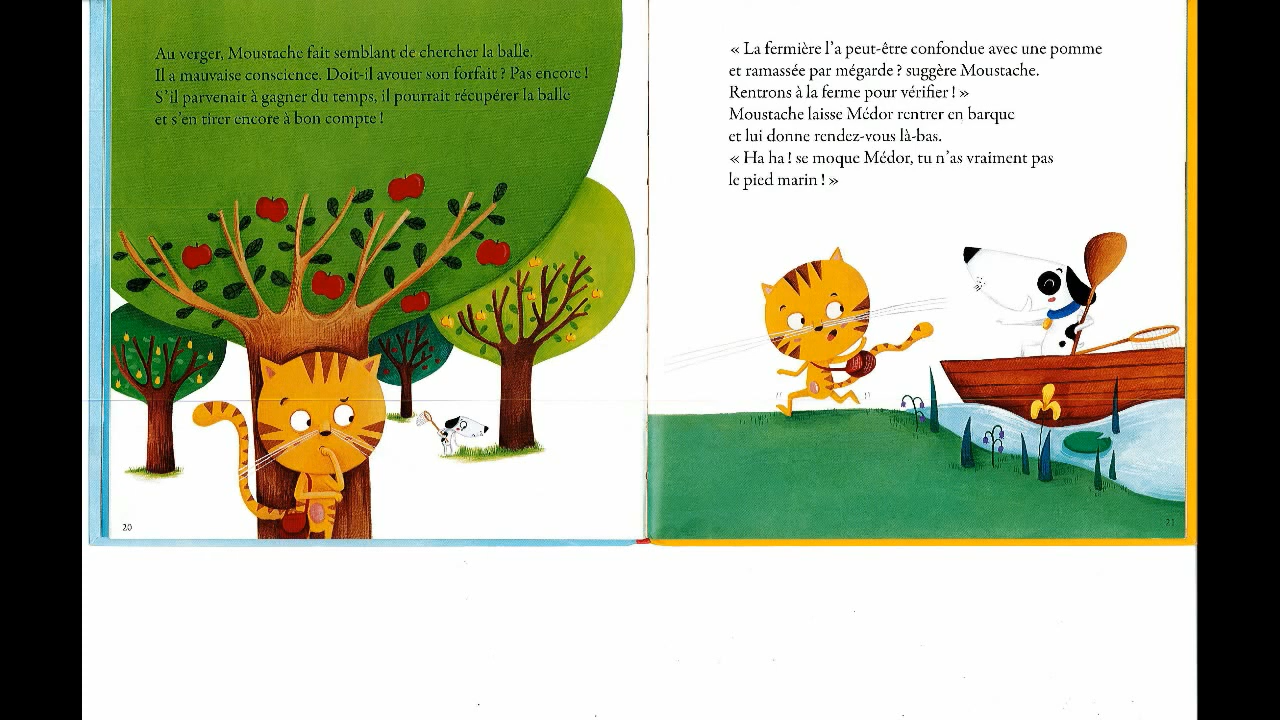 Au verger, Moustache fait semblant de chercher la balle.
Il a mauvaise conscience. Doit-il avouer son forfait ? Pas encore !
S'il parvenait à gagner du temps, il pourrait récupérer la balle
et s'en tirer encore à bon compte !
20
« La fermière l'a peut-être confondue avec une pomme
et ramassée par mégarde ? suggère Moustache.
Rentrons à la ferme pour vérifier ! »
Moustache laisse Médor rentrer en barque
et lui donne rendez-vous là-bas.
« Ha ha ! se moque Médor, tu n'as vraiment pas
le pied marin ! »
21